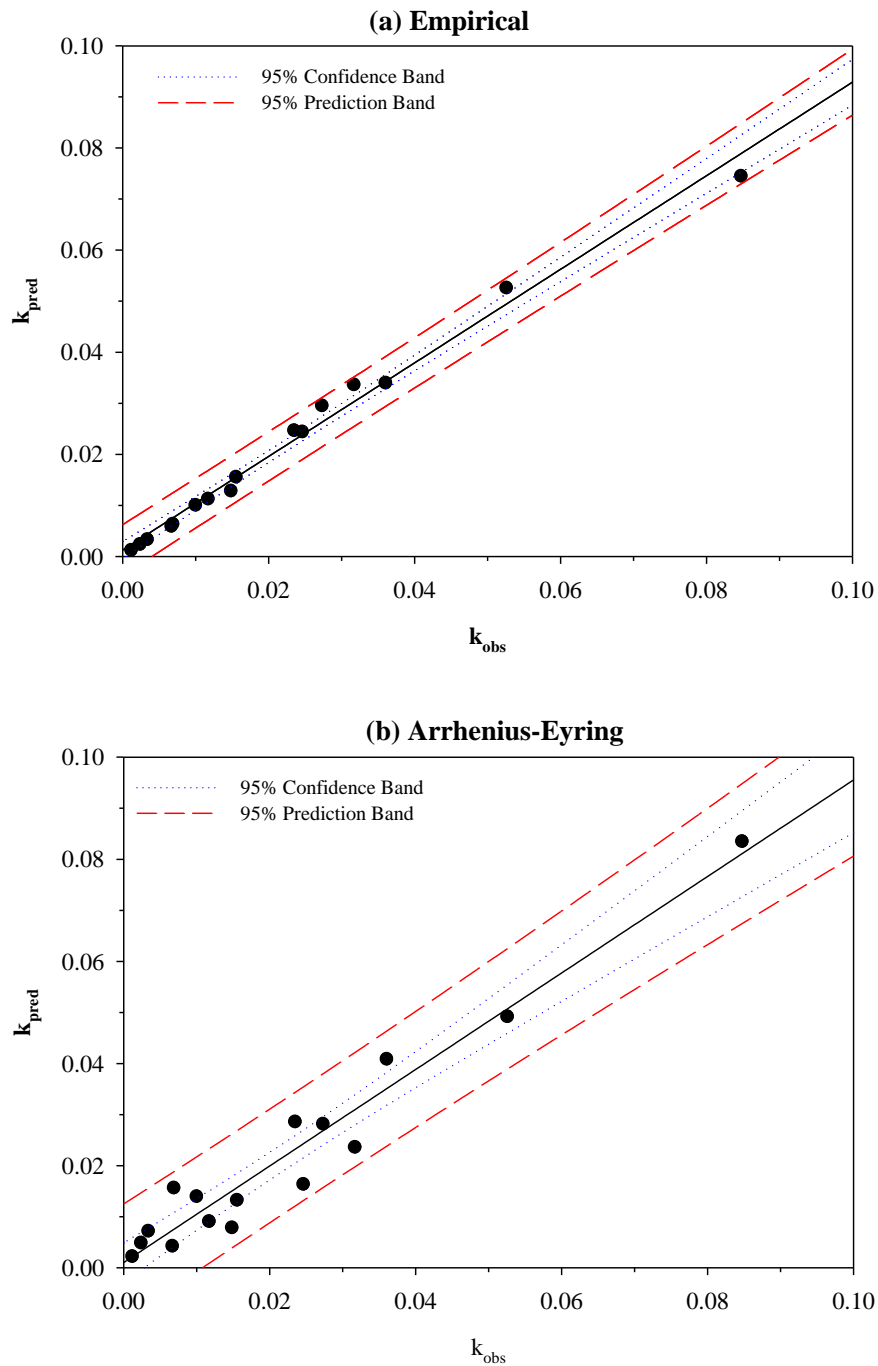 (a) Empirical
0.10
95% Confidence Band
95% Prediction Band
0.08
0.06
k_pred
0.04
0.02
0.00
0.00 0.02 0.04 0.06 0.08 0.10
k_obs
(b) Arrhenius-Eyring
0.10
95% Confidence Band
95% Prediction Band
0.08
0.06
k_pred
0.04
0.02
0.00
0.00 0.02 0.04 0.06 0.08 0.10
k_obs